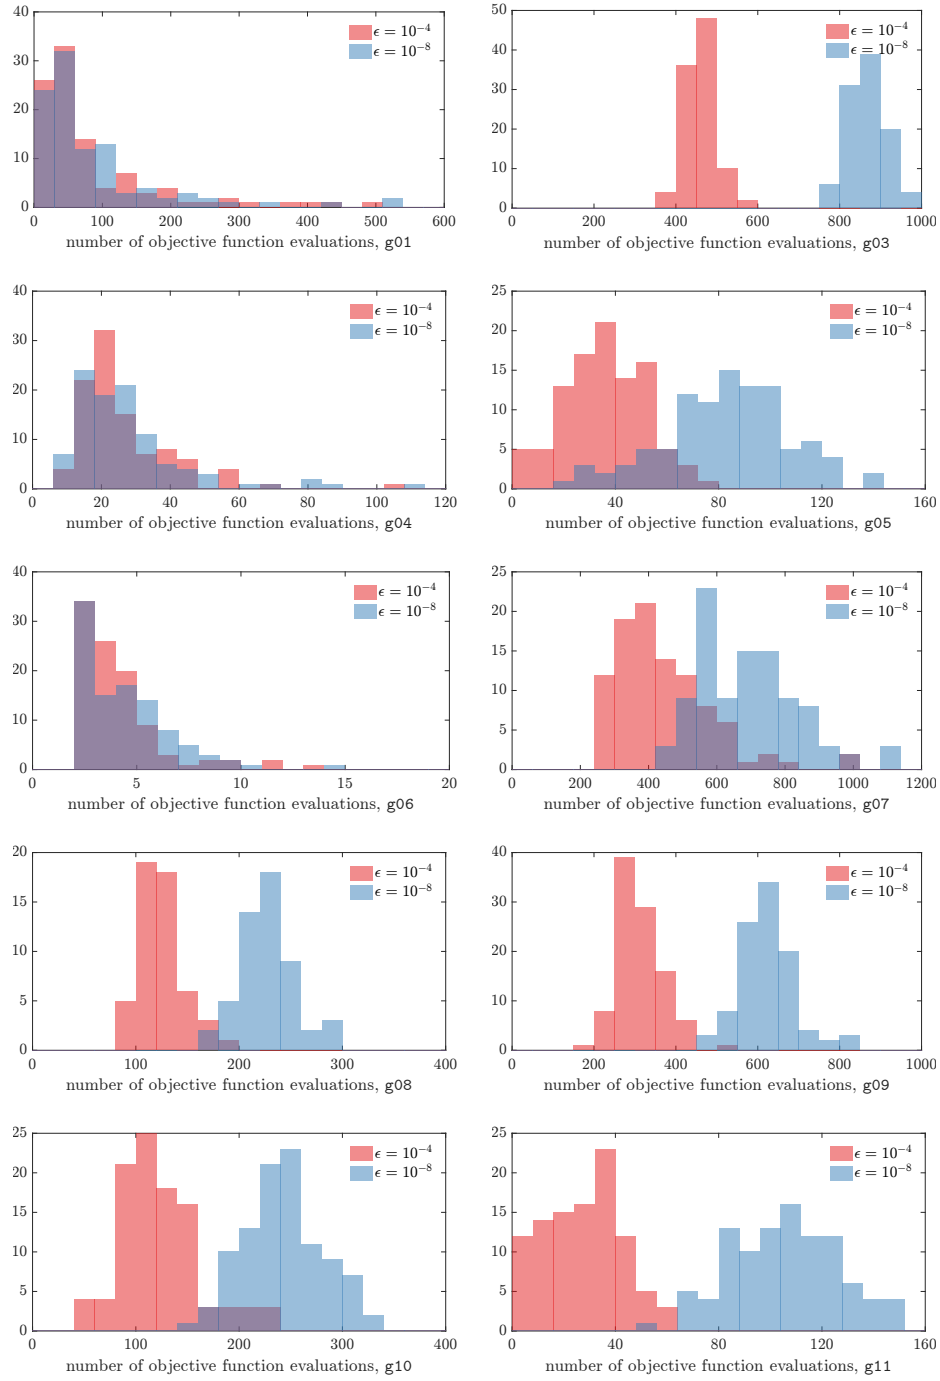 40
30
20
10
0
0 100 200 300 400 500 600
ϵ = 10⁻⁴
ϵ = 10⁻⁸
number of objective function evaluations, g01
50
40
30
20
10
0
200 400 600 800 1000
ϵ = 10⁻⁴
ϵ = 10⁻⁸
number of objective function evaluations, g03
40
30
20
10
0
0 20 40 60 80 100 120
ϵ = 10⁻⁴
ϵ = 10⁻⁸
number of objective function evaluations, g04
25
20
15
10
5
0
0 40 80 120 160
ϵ = 10⁻⁴
ϵ = 10⁻⁸
number of objective function evaluations, g05
40
30
20
10
0
0 5 10 15 20
ϵ = 10⁻⁴
ϵ = 10⁻⁸
number of objective function evaluations, g06
25
20
15
10
5
0
200 400 600 800 1000 1200
ϵ = 10⁻⁴
ϵ = 10⁻⁸
number of objective function evaluations, g07
20
15
10
5
0
0 100 200 300 400
ϵ = 10⁻⁴
ϵ = 10⁻⁸
number of objective function evaluations, g08
40
30
20
10
0
0 200 400 600 800 1000
ϵ = 10⁻⁴
ϵ = 10⁻⁸
number of objective function evaluations, g09
25
20
15
10
5
0
0 100 200 300 400
ϵ = 10⁻⁴
ϵ = 10⁻⁸
number of objective function evaluations, g10
25
20
15
10
5
0
0 40 80 120 160
ϵ = 10⁻⁴
ϵ = 10⁻⁸
number of objective function evaluations, g11